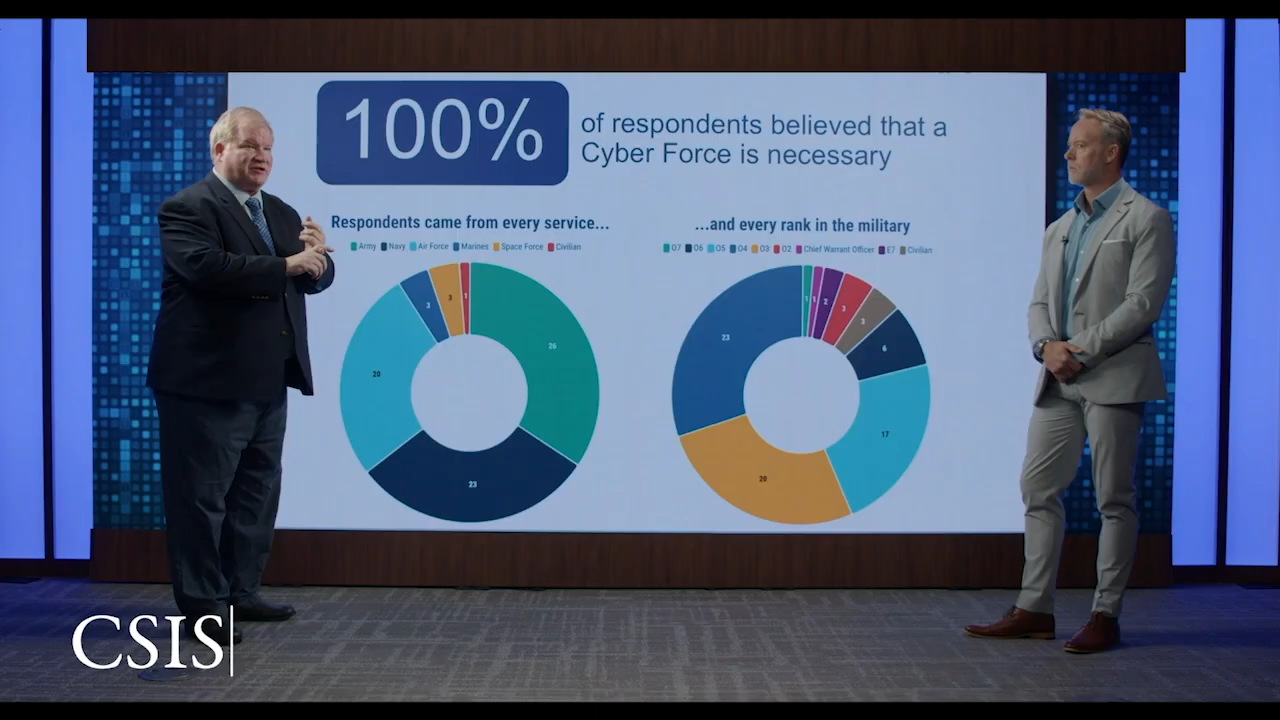 100%
of respondents believed that a
Cyber Force is necessary
Respondents came from every service...
Army Navy Air Force Marines Space Force Civilian
3 3 1
26
20
23
...and every rank in the military
O7 O6 O5 O4 O3 O2 Chief Warrant Officer E7 Civilian
1 1 2 3 3
6
23
17
20
CSIS